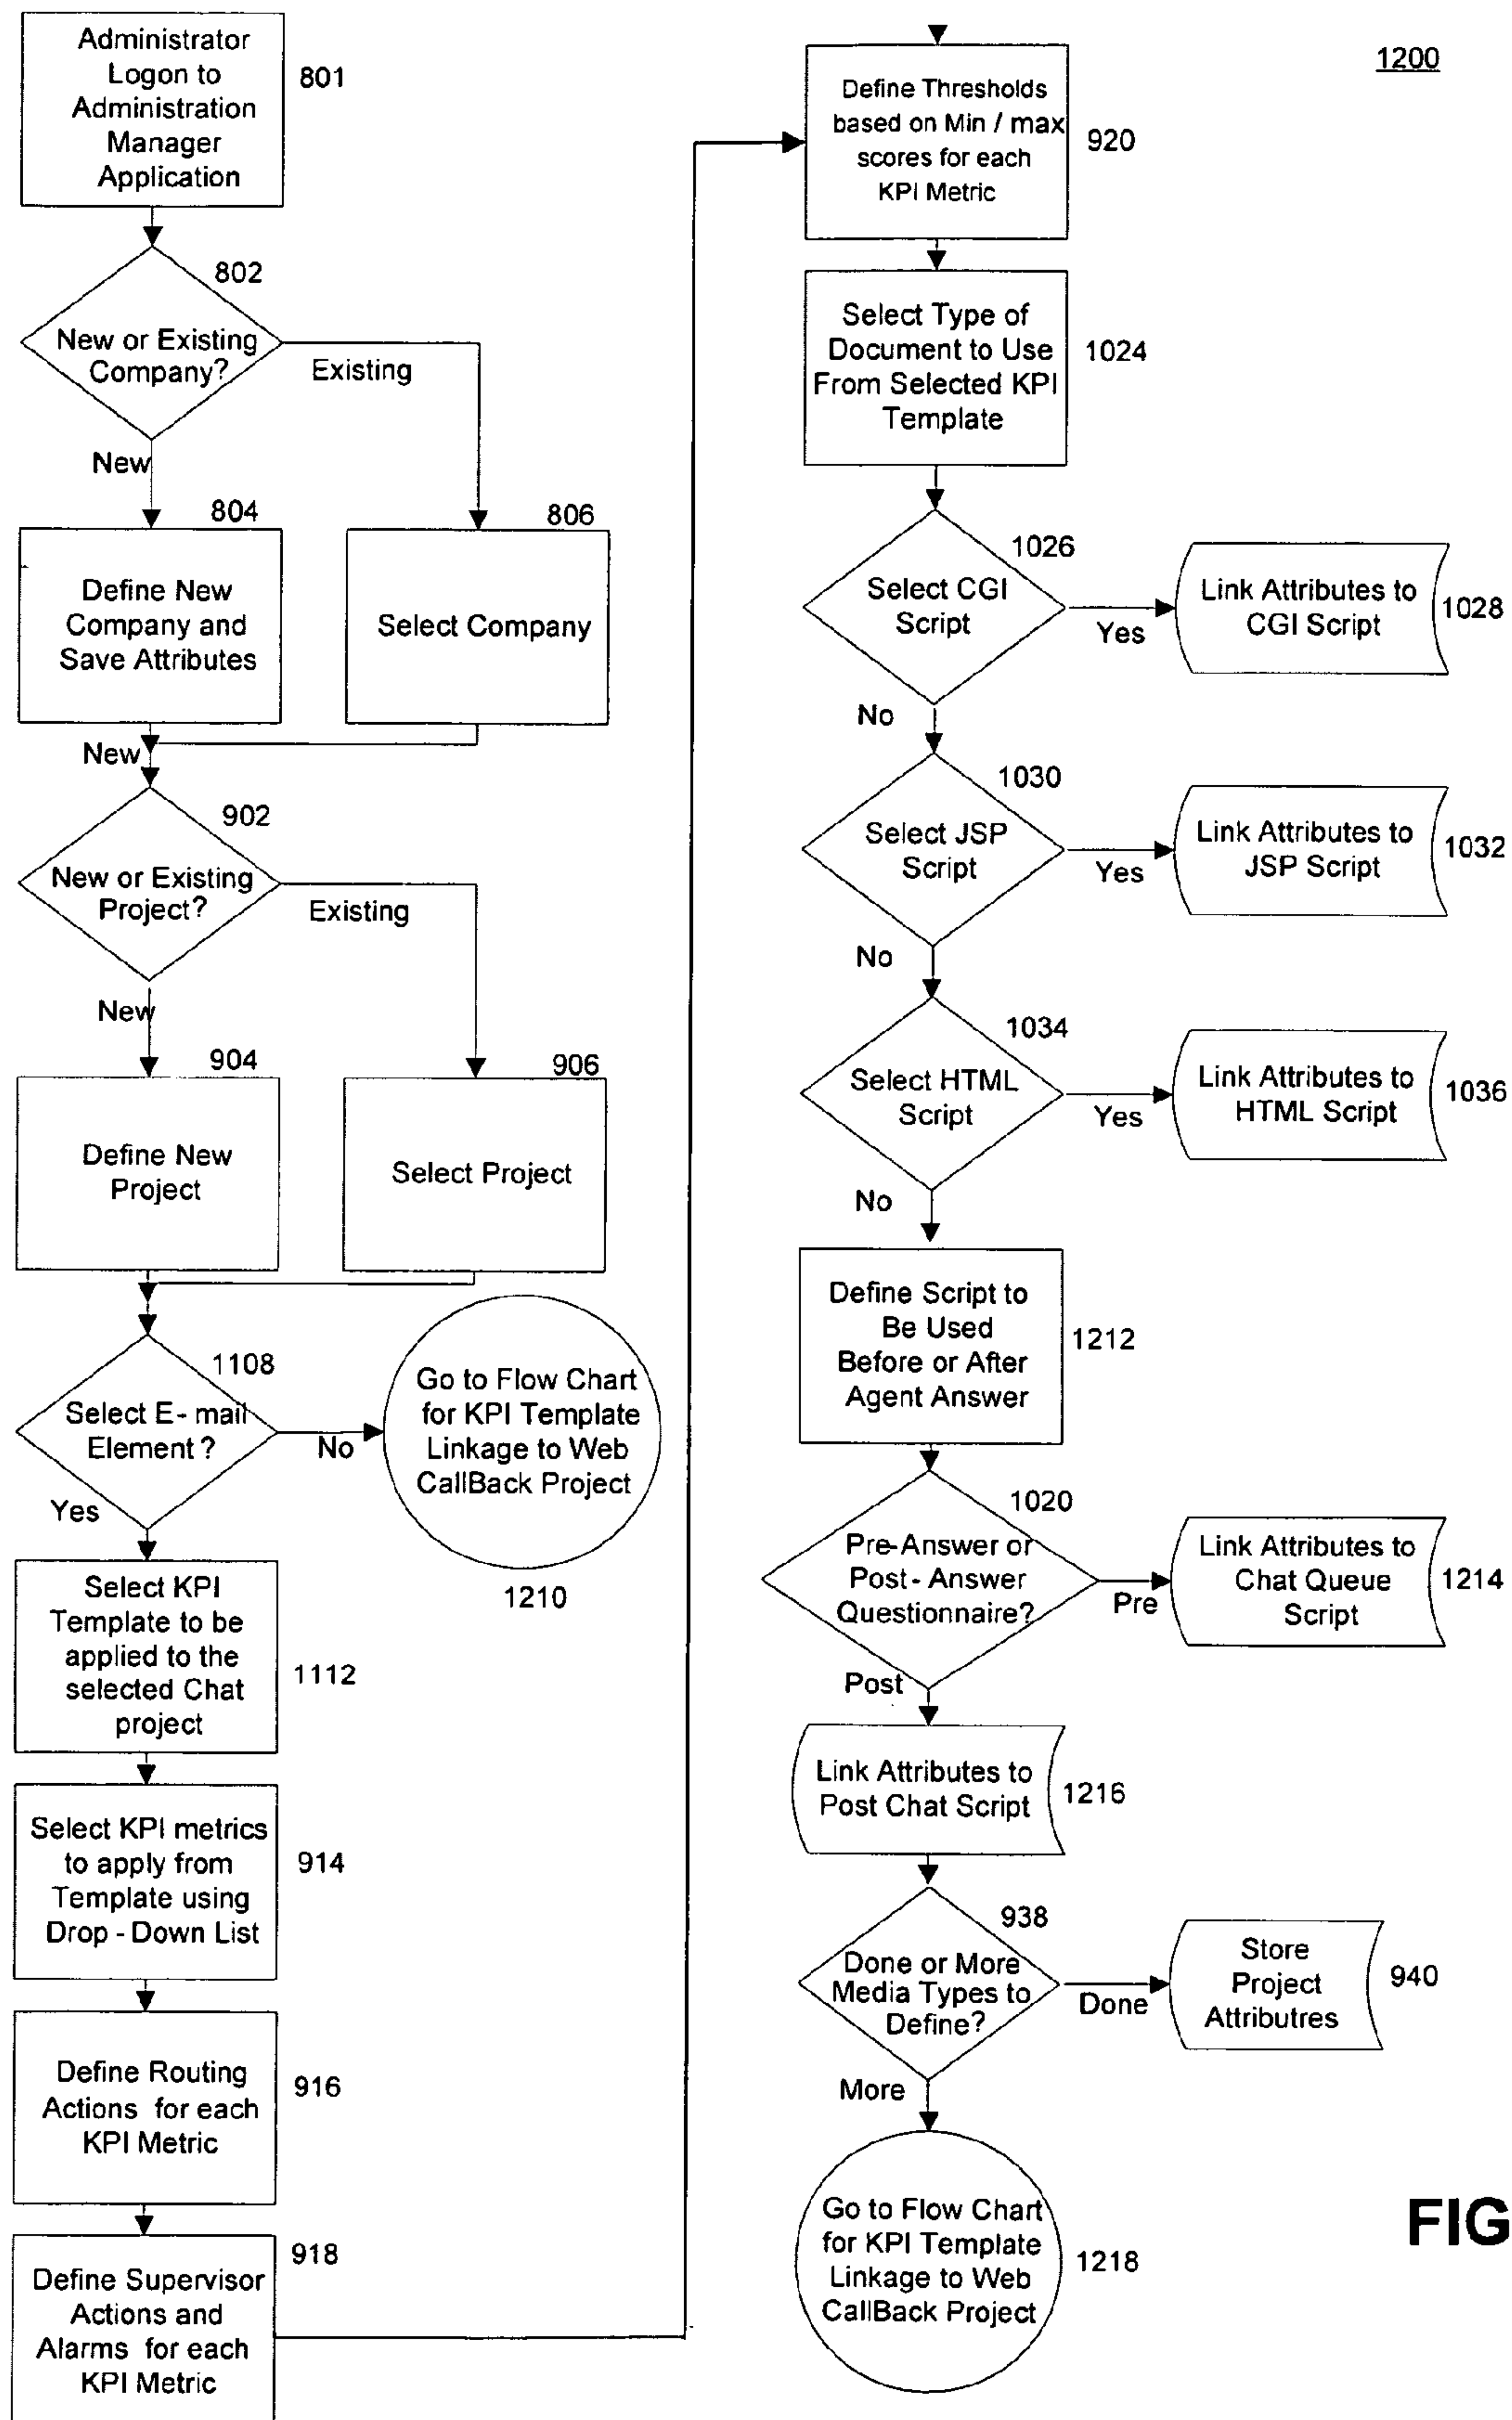 Administrator
Logon to
Administration
Manager
Application
801
802
New or Existing
Company?
Existing
New
804
Define New
Company and
Save Attributes
806
Select Company
New
902
New or Existing
Project?
Existing
New
904
Define New
Project
906
Select Project
1108
Select E-mail
Element?
No
Yes
Go to Flow Chart
for KPI Template
Linkage to Web
CallBack Project
1210
Select KPI
Template to be
applied to the
selected Chat
project
1112
Select KPI metrics
to apply from
Template using
Drop-Down List
914
Define Routing
Actions for each
KPI Metric
916
Define Supervisor
Actions and
Alarms for each
KPI Metric
918
1200
Define Thresholds
based on Min / max
scores for each
KPI Metric
920
Select Type of
Document to Use
From Selected KPI
Template
1024
1026
Select CGI
Script
Yes
Link Attributes to
CGI Script
1028
No
1030
Select JSP
Script
Yes
Link Attributes to
JSP Script
1032
No
1034
Select HTML
Script
Yes
Link Attributes to
HTML Script
1036
No
Define Script to
Be Used
Before or After
Agent Answer
1212
1020
Pre-Answer or
Post-Answer
Questionnaire?
Pre
Link Attributes to
Chat Queue
Script
1214
Post
Link Attributes to
Post Chat Script
1216
938
Done or More
Media Types to
Define?
Done
Store
Project
Attributres
940
More
Go to Flow Chart
for KPI Template
Linkage to Web
CallBack Project
1218
FIG